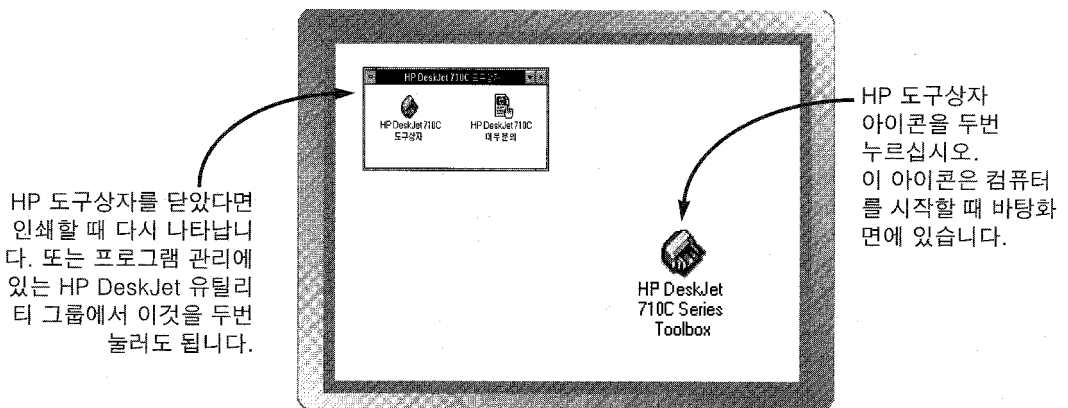 HP DeskJet 710C 도구상자
HP DeskJet 710C
도구상자
HP DeskJet 710C
HP 도구상자
아이콘을 두번
누르십시오.
이 아이콘은 컴퓨터
를 시작할 때 바탕화
면에 있습니다.
HP 도구상자를 닫았다면
인쇄할 때 다시 나타납니
다. 또는 프로그램 관리에
있는 HP DeskJet 유틸리
티 그룹에서 이것을 두번
눌러도 됩니다.
HP DeskJet
710C Series
Toolbox